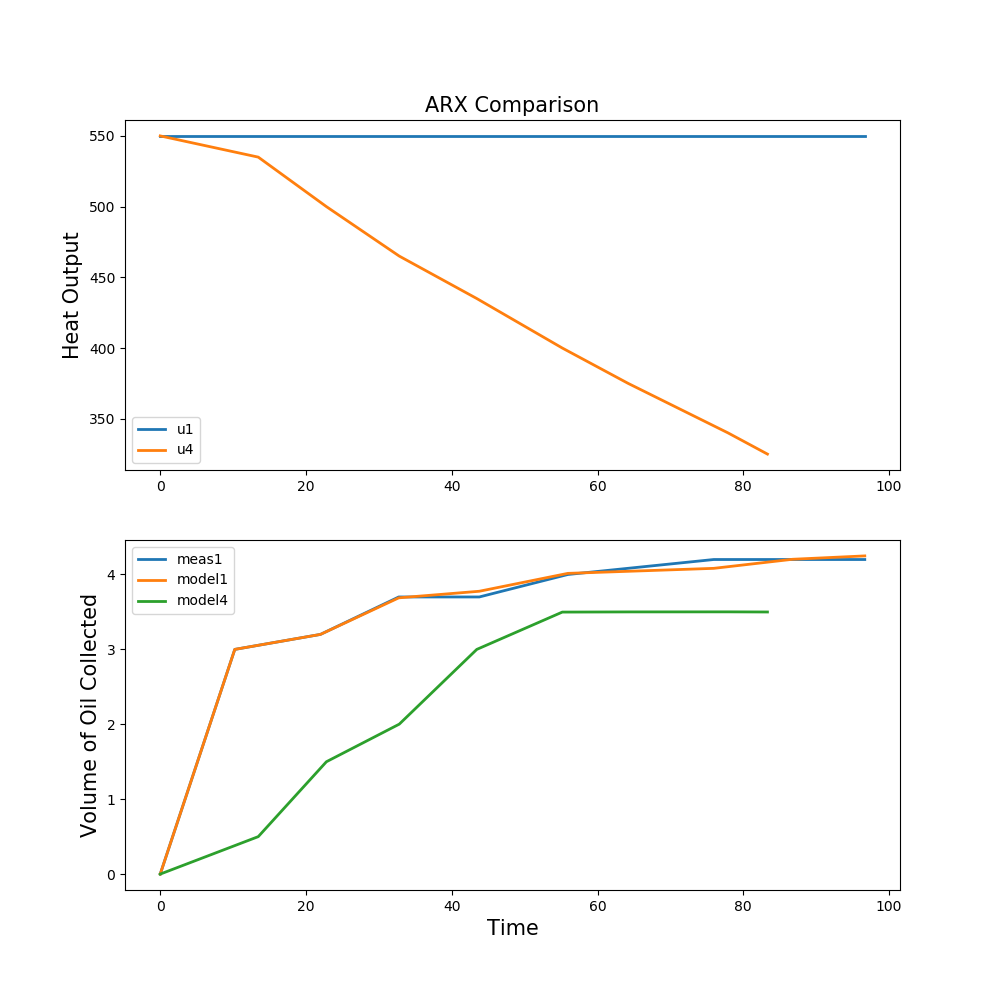 ARX Comparison
Heat Output
550
500
450
400
350
u1
u4
0 20 40 60 80 100
Volume of Oil Collected
4
3
2
1
0
meas1
model1
model4
0 20 40 60 80 100
Time